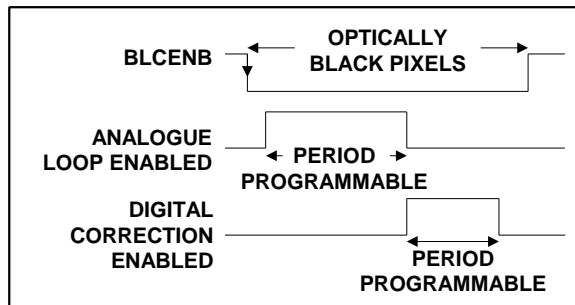 BLCENB
OPTICALLY
BLACK PIXELS
ANALOGUE
LOOP ENABLED
PERIOD
PROGRAMMABLE
DIGITAL
CORRECTION
ENABLED
PERIOD
PROGRAMMABLE